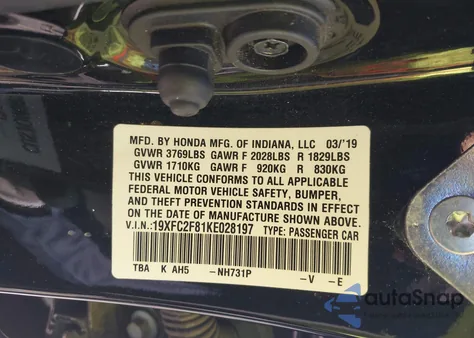 MFD. BY HONDA MFG. OF INDIANA, LLC 03/'19
GVWR 3769LBS GAWR F 2028LBS R 1829LBS
GVWR 1710KG GAWR F 920KG R 830KG
THIS VEHICLE CONFORMS TO ALL APPLICABLE
FEDERAL MOTOR VEHICLE SAFETY, BUMPER,
AND THEFT PREVENTION STANDARDS IN EFFECT
ON THE DATE OF MANUFACTURE SHOWN ABOVE.
V.I.N.:19XFC2F81KE028197 TYPE: PASSENGER CAR
TBA K AH5 -NH731P -V -E
autoSnap